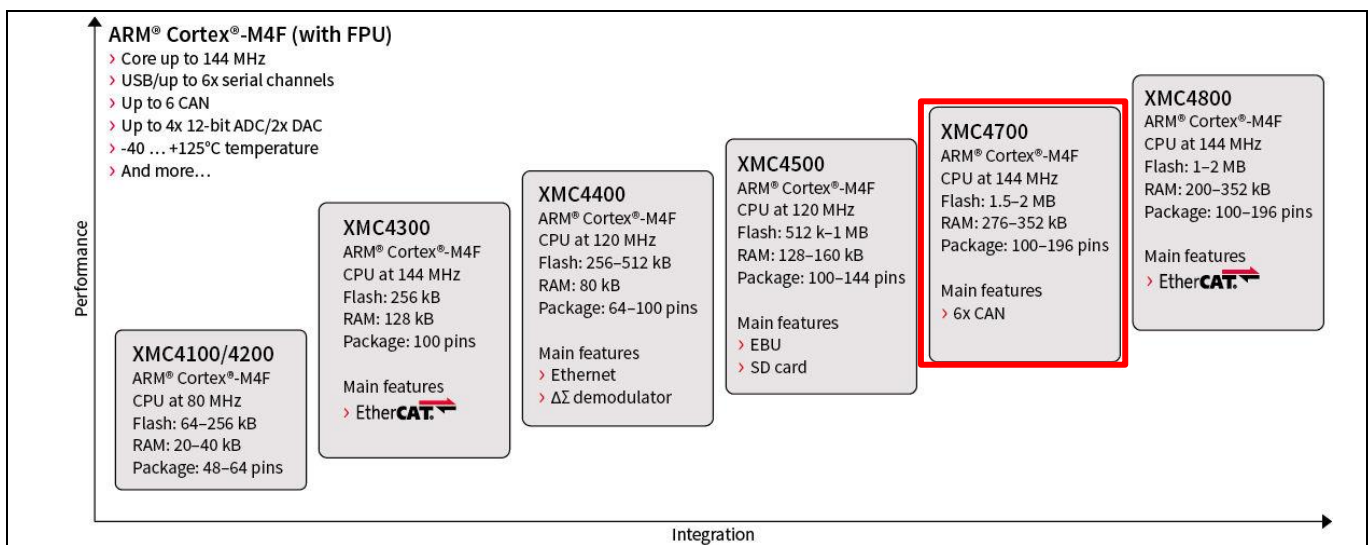 ARM® Cortex®-M4F (with FPU)
› Core up to 144 MHz
› USB/up to 6x serial channels
› Up to 6 CAN
› Up to 4x 12-bit ADC/2x DAC
› -40 … +125°C temperature
› And more…
Performance
XMC4100/4200
ARM® Cortex®-M4F
CPU at 80 MHz
Flash: 64–256 kB
RAM: 20–40 kB
Package: 48–64 pins
XMC4300
ARM® Cortex®-M4F
CPU at 144 MHz
Flash: 256 kB
RAM: 128 kB
Package: 100 pins
Main features
› EtherCAT.
XMC4400
ARM® Cortex®-M4F
CPU at 120 MHz
Flash: 256–512 kB
RAM: 80 kB
Package: 64–100 pins
Main features
› Ethernet
› ΔΣ demodulator
XMC4500
ARM® Cortex®-M4F
CPU at 120 MHz
Flash: 512 k–1 MB
RAM: 128–160 kB
Package: 100–144 pins
Main features
› EBU
› SD card
XMC4700
ARM® Cortex®-M4F
CPU at 144 MHz
Flash: 1.5–2 MB
RAM: 276–352 kB
Package: 100–196 pins
Main features
› 6x CAN
XMC4800
ARM® Cortex®-M4F
CPU at 144 MHz
Flash: 1–2 MB
RAM: 200–352 kB
Package: 100–196 pins
Main features
› EtherCAT.
Integration